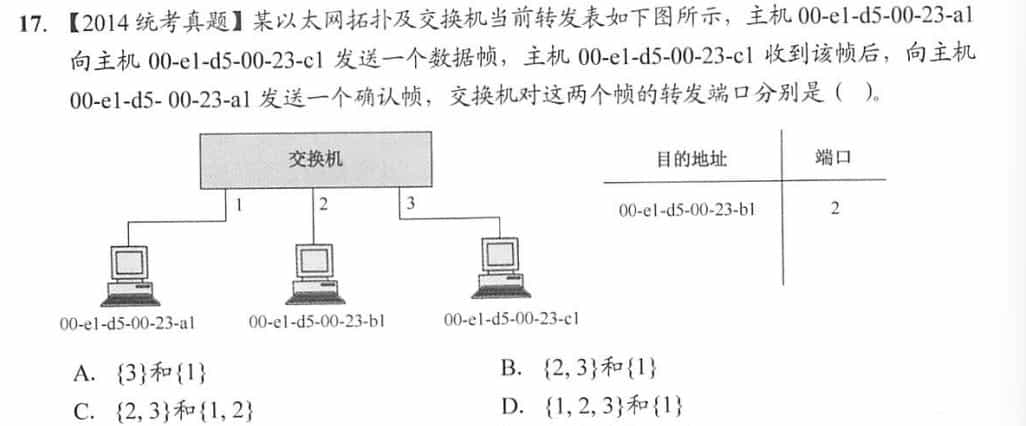 17. 【2014 统考真题】某以太网拓扑及交换机当前转发表如下图所示，主机 00-e1-d5-00-23-a1
向主机 00-e1-d5-00-23-c1 发送一个数据帧，主机 00-e1-d5-00-23-c1 收到该帧后，向主机
00-e1-d5- 00-23-a1 发送一个确认帧，交换机对这两个帧的转发端口分别是（ ）。
交换机
1 2 3
00-e1-d5-00-23-a1 00-e1-d5-00-23-b1 00-e1-d5-00-23-c1
目的地址 端口
00-e1-d5-00-23-b1 2
A. {3}和{1} B. {2, 3}和{1}
C. {2, 3}和{1, 2} D. {1, 2, 3}和{1}